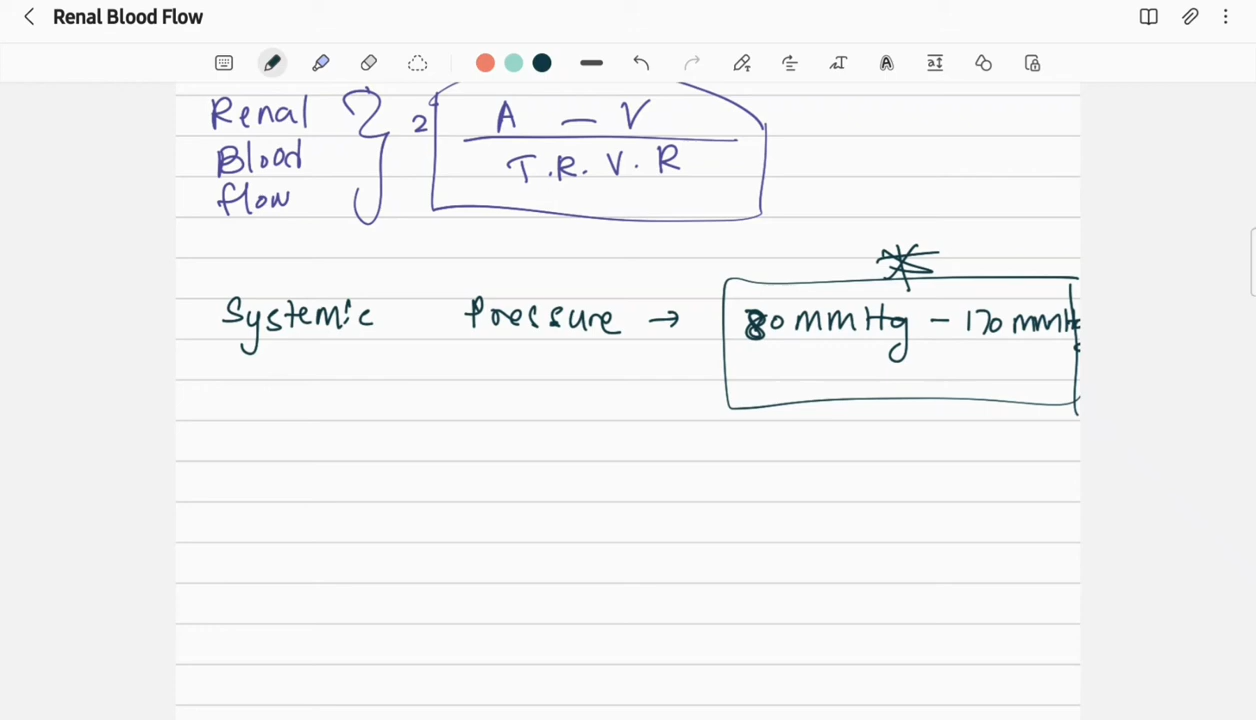 Renal Blood Flow
Renal
Blood
flow
2
A - V
T.R.V.R
Systemic Pressure → 80 mmHg - 170 mmHg